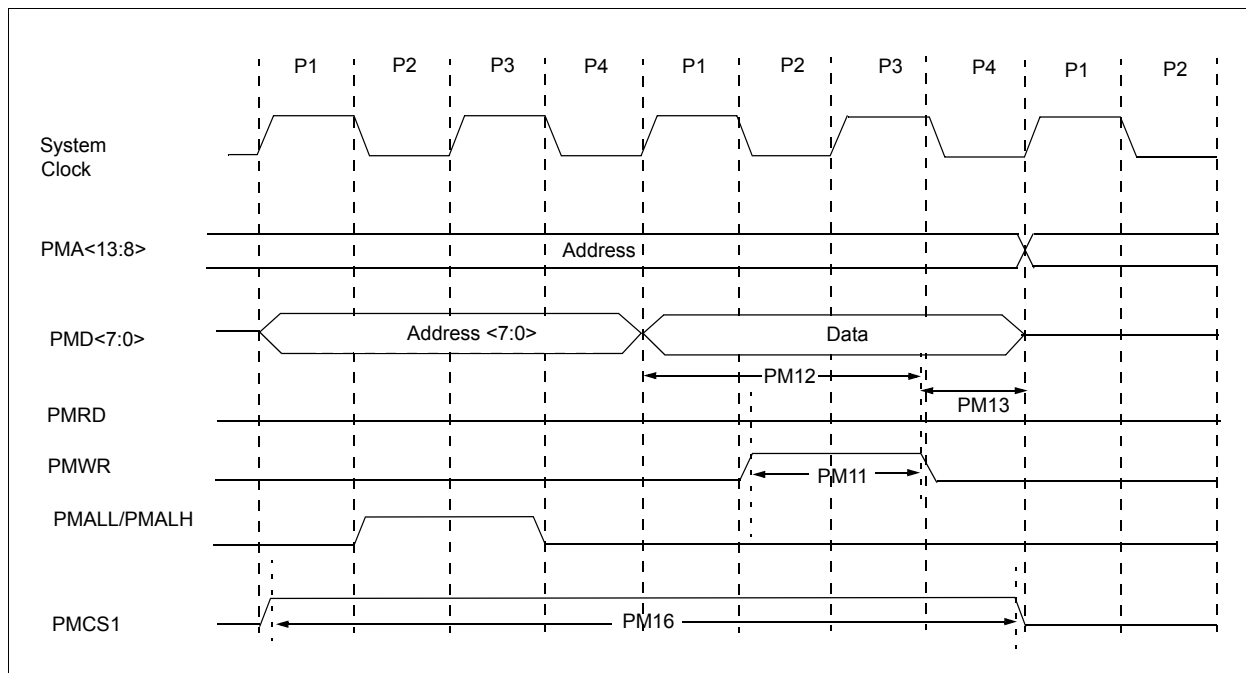 P1 P2 P3 P4 P1 P2 P3 P4 P1 P2
System
Clock
PMA<13:8>
Address
PMD<7:0>
Address <7:0>
Data
PM12
PM13
PMRD
PMWR
PM11
PMALL/PMALH
PMCS1
PM16